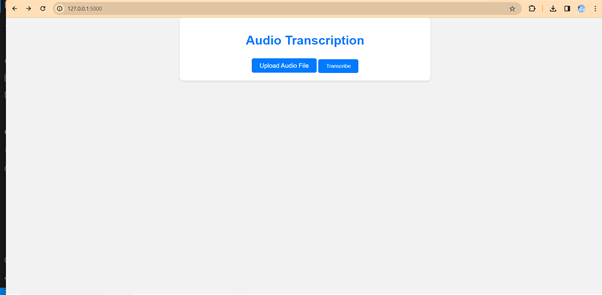 127.0.0.1:5000
Audio Transcription
Upload Audio File Transcribe